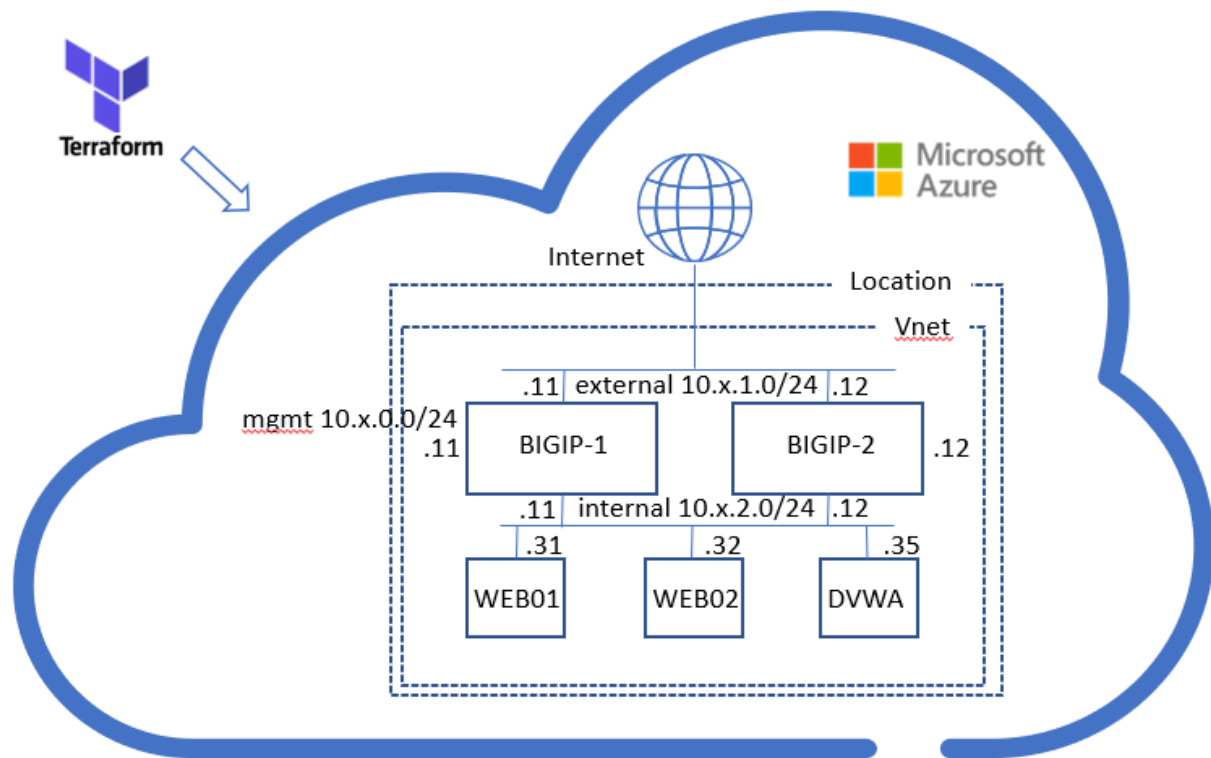 Terraform
Microsoft
Azure
Internet
Location
Vnet
.11 external 10.x.1.0/24 .12
mgmt 10.x.0.0/24
.11 BIGIP-1 BIGIP-2 .12
.11 internal 10.x.2.0/24 .12
.31 .32 .35
WEB01 WEB02 DVWA